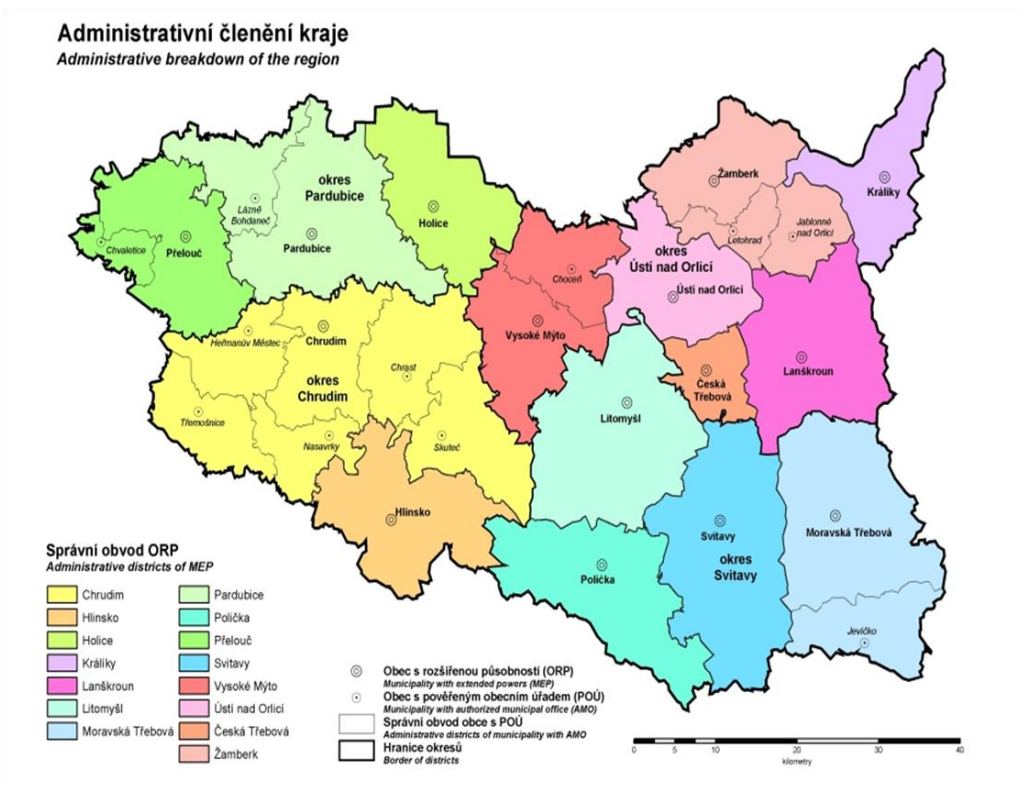 Administrativní členění kraje
Administrative breakdown of the region
Žamberk
Králíky
okres
Pardubice
Lázně
Bohdaneč
Holice
Jablonné
nad Orlicí
Letohrad
Pardubice
Chvaletice
Přelouč
okres
Ústí nad Orlicí
Choceň
Ústí nad Orlicí
Vysoké Mýto
Heřmanův Městec
Chrudim
Chrast
Lanškroun
okres
Chrudim
Česká
Třebová
Litomyšl
Třemošnice
Nasavrky
Skuteč
Hlinsko
Svitavy
Moravská Třebová
okres
Svitavy
Polička
Jevíčko
Správní obvod ORP
Administrative districts of MEP
Chrudim
Hlinsko
Holice
Králíky
Lanškroun
Litomyšl
Moravská Třebová
Pardubice
Polička
Přelouč
Svitavy
Vysoké Mýto
Ústí nad Orlicí
Česká Třebová
Žamberk
Obec s rozšířenou působností (ORP)
Municipality with extended powers (MEP)
Obec s pověřeným obecním úřadem (POÚ)
Municipality with authorized municipal office (AMO)
Správní obvod obce s POÚ
Administrative districts of municipality with AMO
Hranice okresů
Border of districts
0 5 10 20 30 40
kilometry